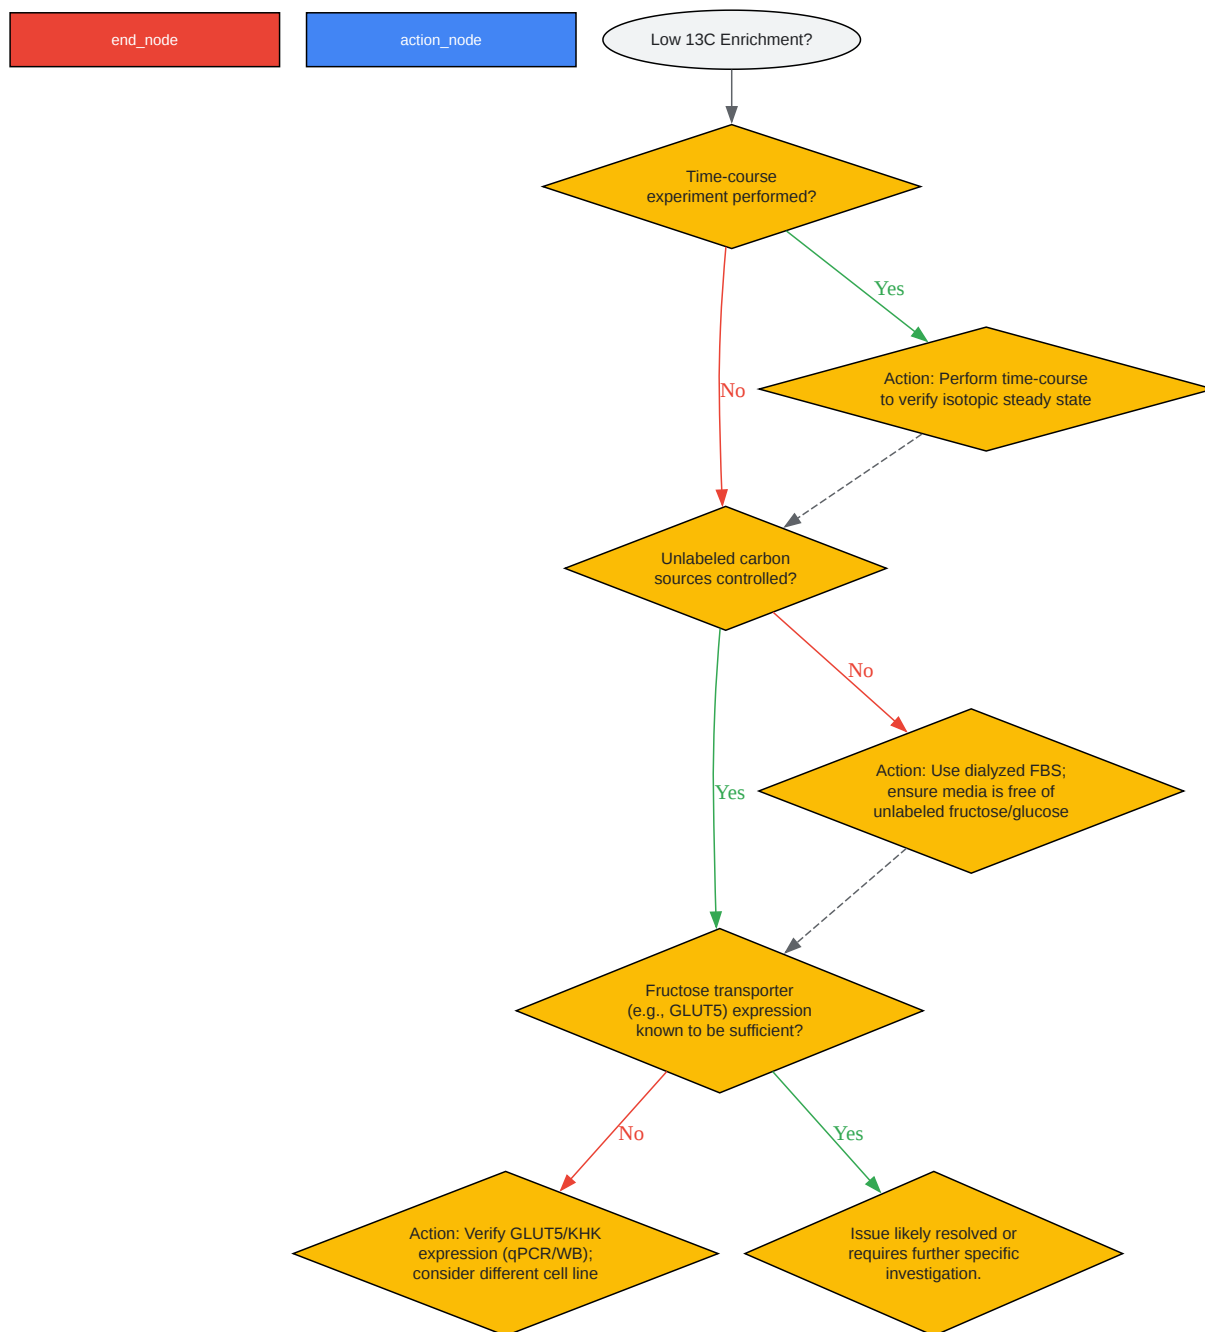 end_node
action_node
Low 13C Enrichment?
Time-course
experiment performed?
Yes
Action: Perform time-course
to verify isotopic steady state
No
Unlabeled carbon
sources controlled?
No
Action: Use dialyzed FBS;
ensure media is free of
unlabeled fructose/glucose
Yes
Fructose transporter
(e.g., GLUT5) expression
known to be sufficient?
No
Yes
Action: Verify GLUT5/KHK
expression (qPCR/WB);
consider different cell line
Issue likely resolved or
requires further specific
investigation.